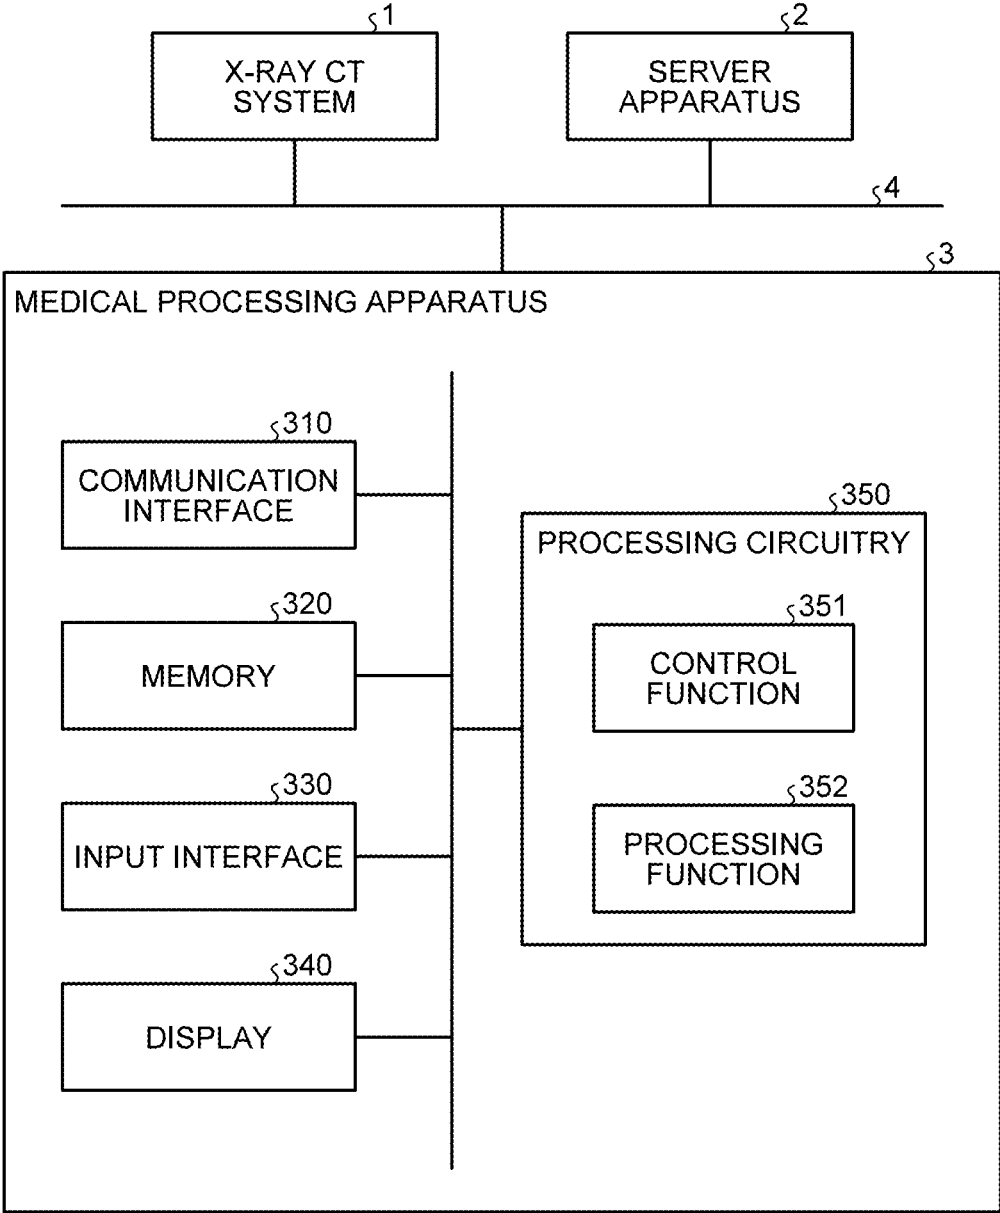 1
X-RAY CT
SYSTEM
2
SERVER
APPARATUS
4
3
MEDICAL PROCESSING APPARATUS
310
COMMUNICATION
INTERFACE
320
MEMORY
330
INPUT INTERFACE
340
DISPLAY
350
PROCESSING CIRCUITRY
351
CONTROL
FUNCTION
352
PROCESSING
FUNCTION